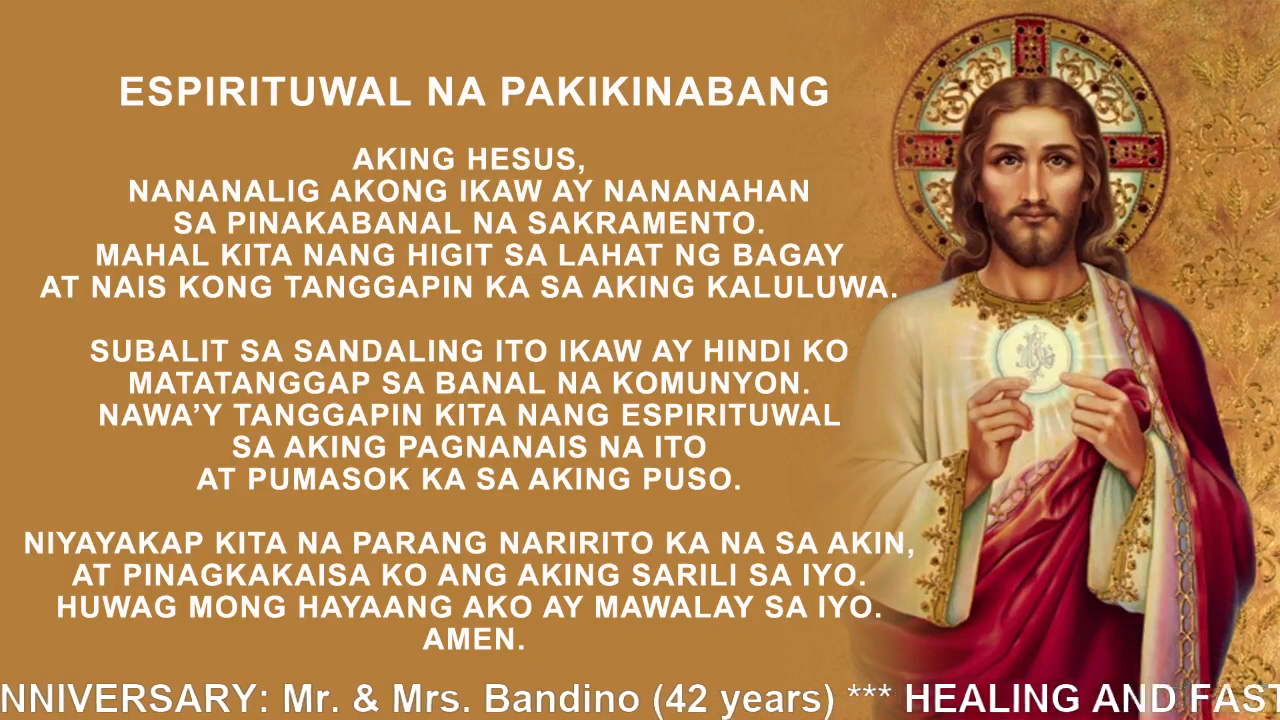 ESPIRITUWAL NA PAKIKINABANG
AKING HESUS,
NANANALIG AKONG IKAW AY NANANAHAN
SA PINAKABANAL NA SAKRAMENTO.
MAHAL KITA NANG HIGIT SA LAHAT NG BAGAY
AT NAIS KONG TANGGAPIN KA SA AKING KALULUWA.
SUBALIT SA SANDALING ITO IKAW AY HINDI KO
MATATANGGAP SA BANAL NA KOMUNYON.
NAWA’Y TANGGAPIN KITA NANG ESPIRITUWAL
SA AKING PAGNANAIS NA ITO
AT PUMASOK KA SA AKING PUSO.
NIYAYAKAP KITA NA PARANG NARIRITO KA NA SA AKIN,
AT PINAGKAKAISA KO ANG AKING SARILI SA IYO.
HUWAG MONG HAYAANG AKO AY MAWALAY SA IYO.
AMEN.
NNIVERSARY: Mr. & Mrs. Bandino (42 years) *** HEALING AND FAST